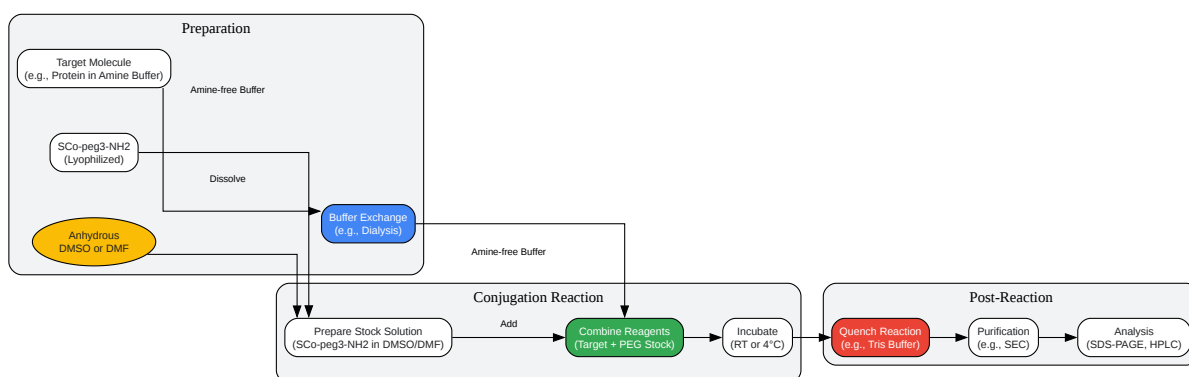 Preparation
Target Molecule
(e.g., Protein in Amine Buffer)
Amine-free Buffer
SCo-peg3-NH2
(Lyophilized)
Dissolve
Anhydrous
DMSO or DMF
Buffer Exchange
(e.g., Dialysis)
Amine-free Buffer
Conjugation Reaction
Prepare Stock Solution
(SCo-peg3-NH2 in DMSO/DMF)
Add
Combine Reagents
(Target + PEG Stock)
Incubate
(RT or 4°C)
Post-Reaction
Quench Reaction
(e.g., Tris Buffer)
Purification
(e.g., SEC)
Analysis
(SDS-PAGE, HPLC)